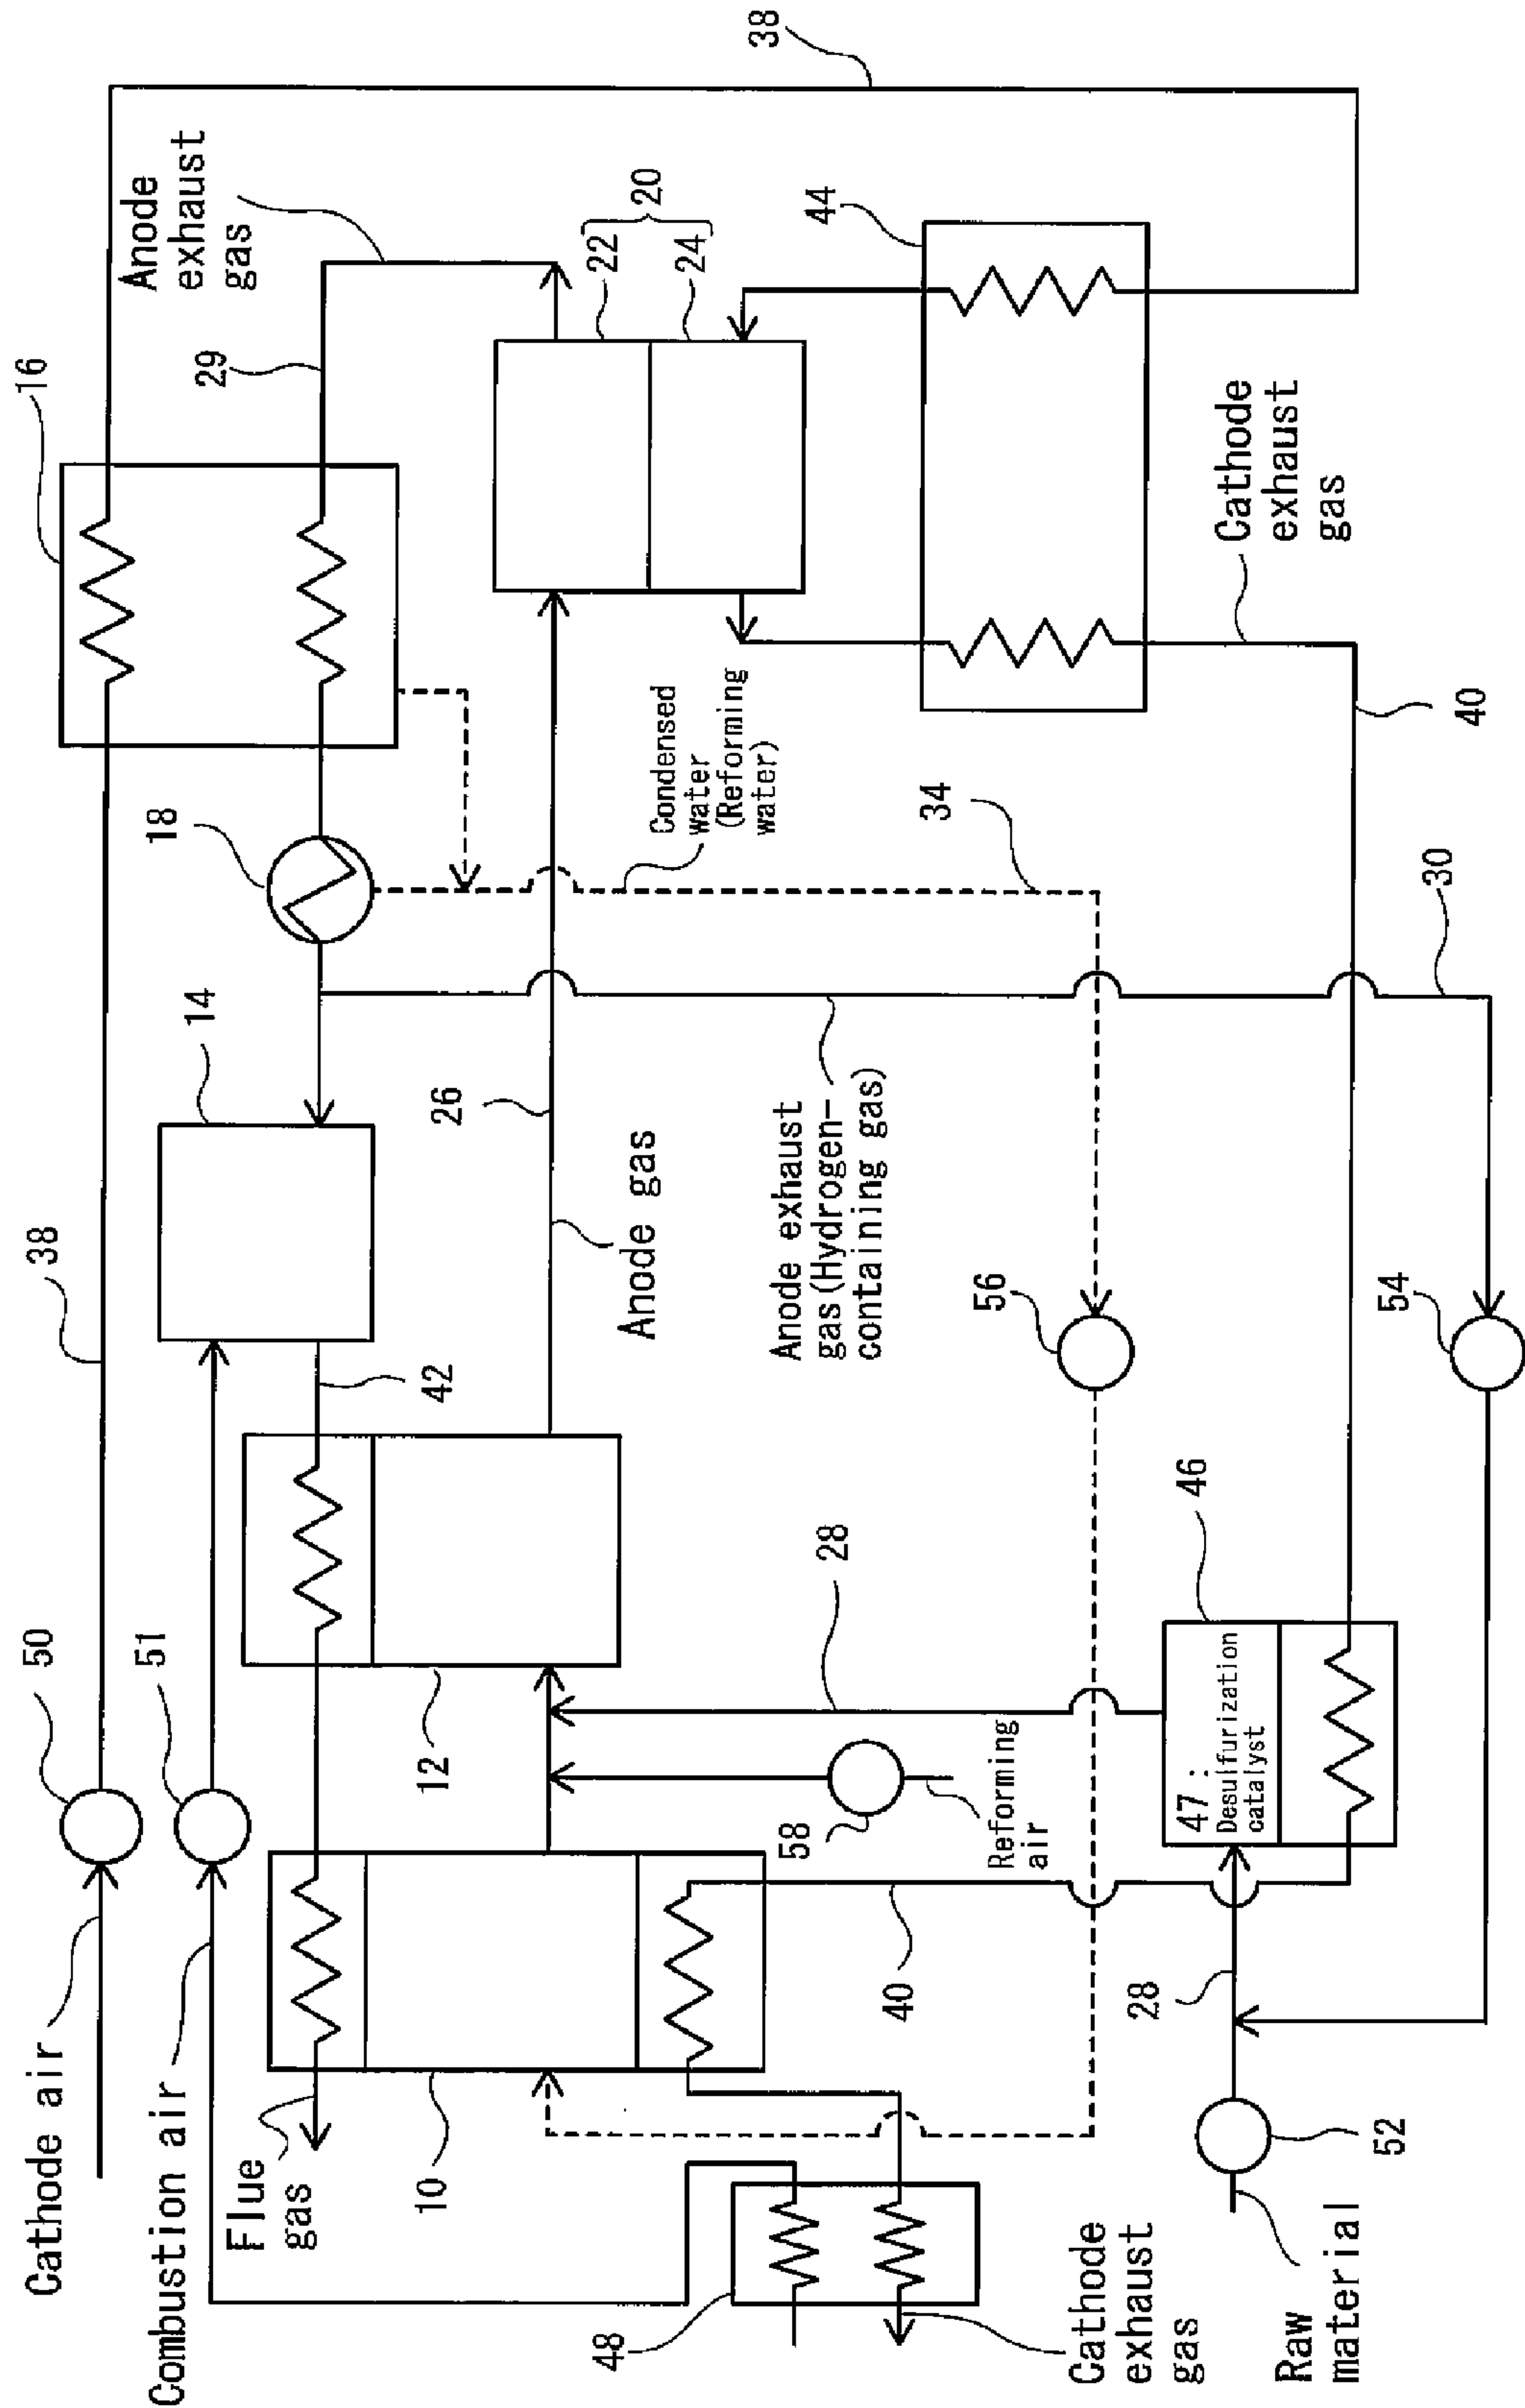 Cathode air
50
38
16
38
Combustion air
51
14
18
29
Anode
exhaust
gas
Flue
gas
10
12
42
26
Anode gas
22
24
20
44
Condensed
water
(Reforming
water)
48
Cathode
exhaust
gas
40
58
Reforming
air
28
Anode exhaust
gas(Hydrogen-
containing gas)
56
34
Cathode
exhaust
gas
40
Raw
material
52
28
47:
Desulfurization
catalyst
46
54
30